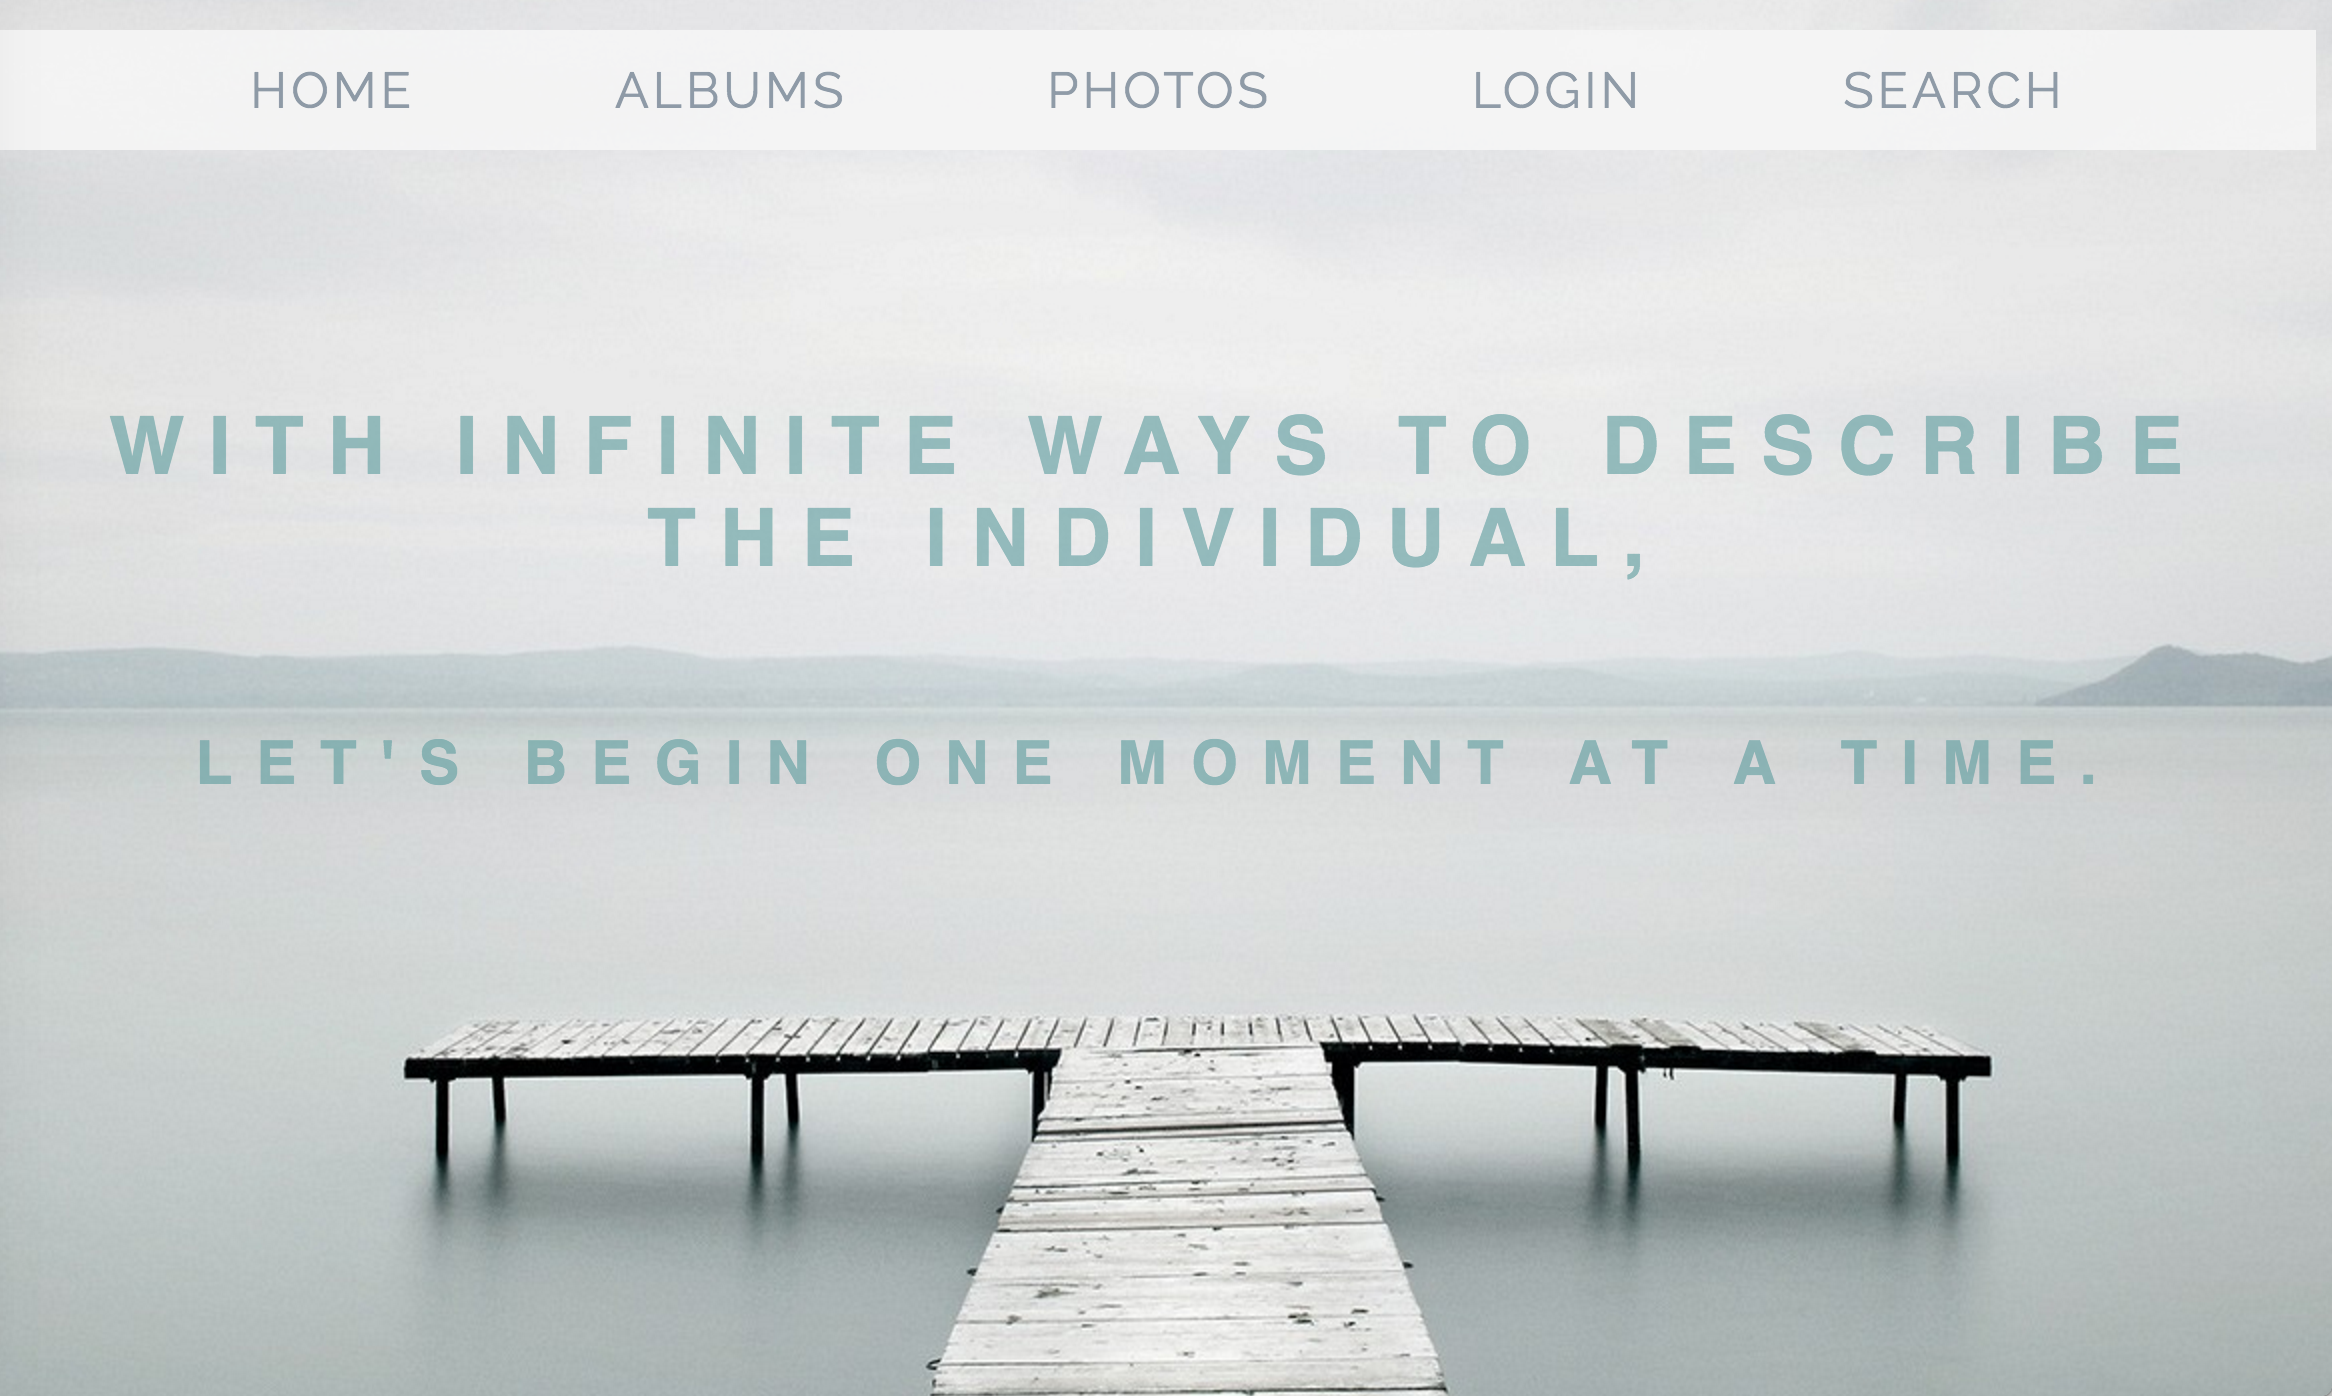 HOME ALBUMS PHOTOS LOGIN SEARCH
WITH INFINITE WAYS TO DESCRIBE
THE INDIVIDUAL,
LET'S BEGIN ONE MOMENT AT A TIME.